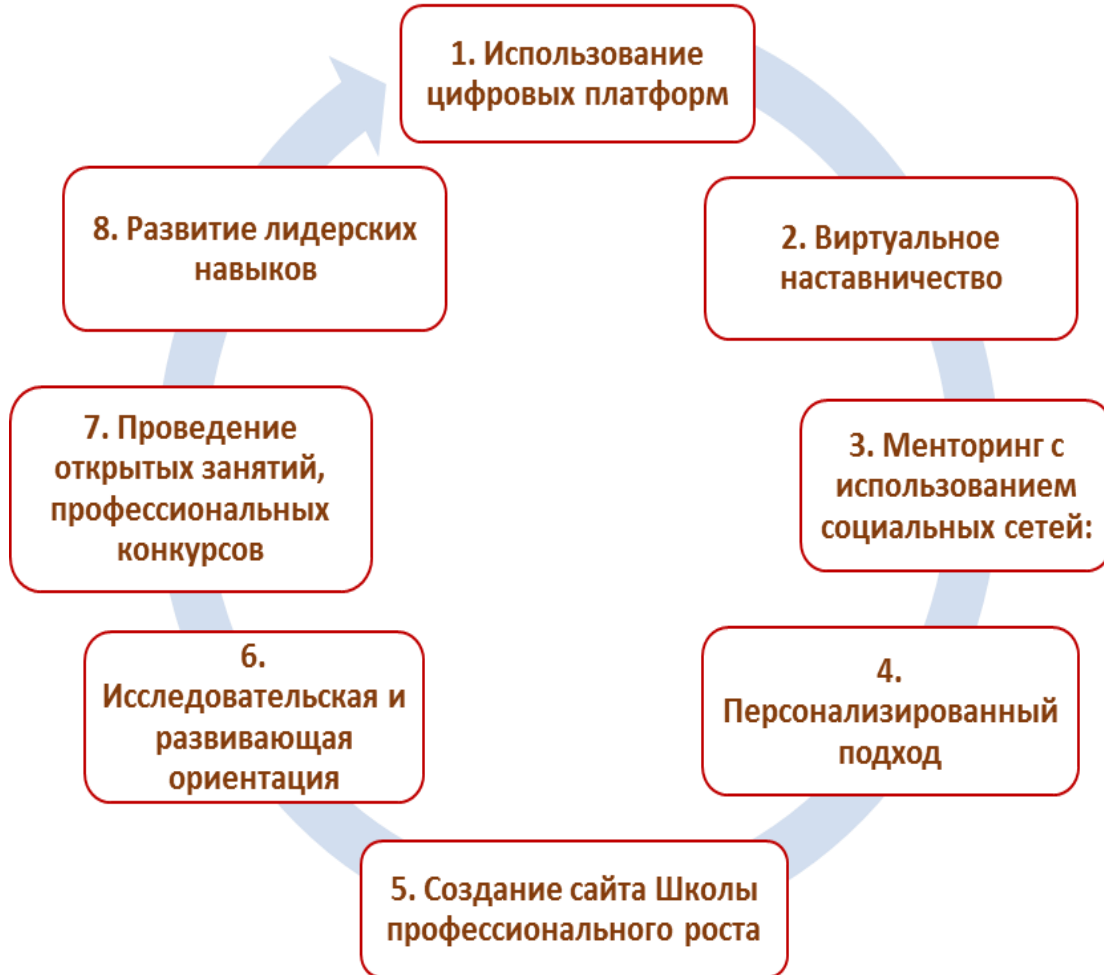 1. Использование
цифровых платформ
2. Виртуальное
наставничество
3. Менторинг с
использованием
социальных сетей:
4.
Персонализированный
подход
5. Создание сайта Школы
профессионального роста
6.
Исследовательская и
развивающая
ориентация
7. Проведение
открытых занятий,
профессиональных
конкурсов
8. Развитие лидерских
навыков